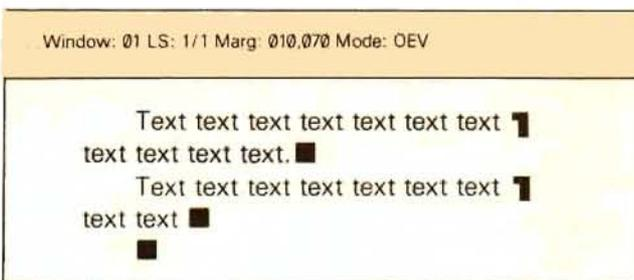 Window: 01 LS: 1/1 Marg: 010,070 Mode: OEV
Text text text text text text text
text text text text.
Text text text text text text text
text text